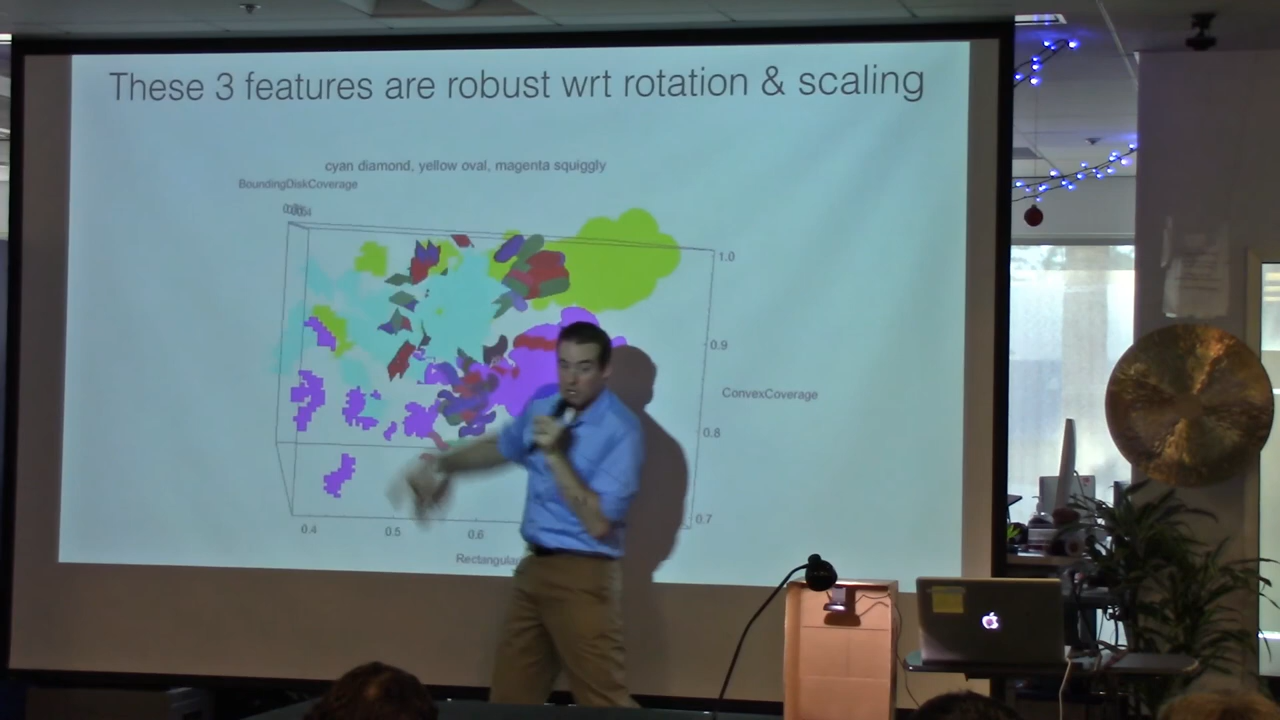 These 3 features are robust wrt rotation & scaling
cyan diamond, yellow oval, magenta squiggly
BoundingDiskCoverage
1.0
0.9
ConvexCoverage
0.8
0.7
0.4 0.5 0.6